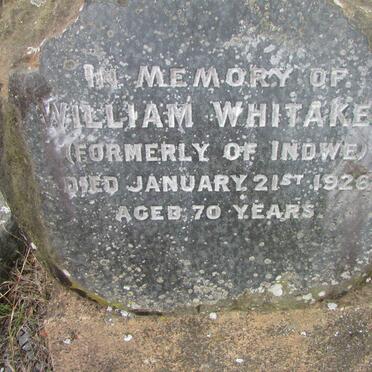 IN MEMORY OF
WILLIAM WHITAKE
(FORMERLY OF INDWE)
DIED JANUARY 21ST 1926
AGED 70 YEARS.